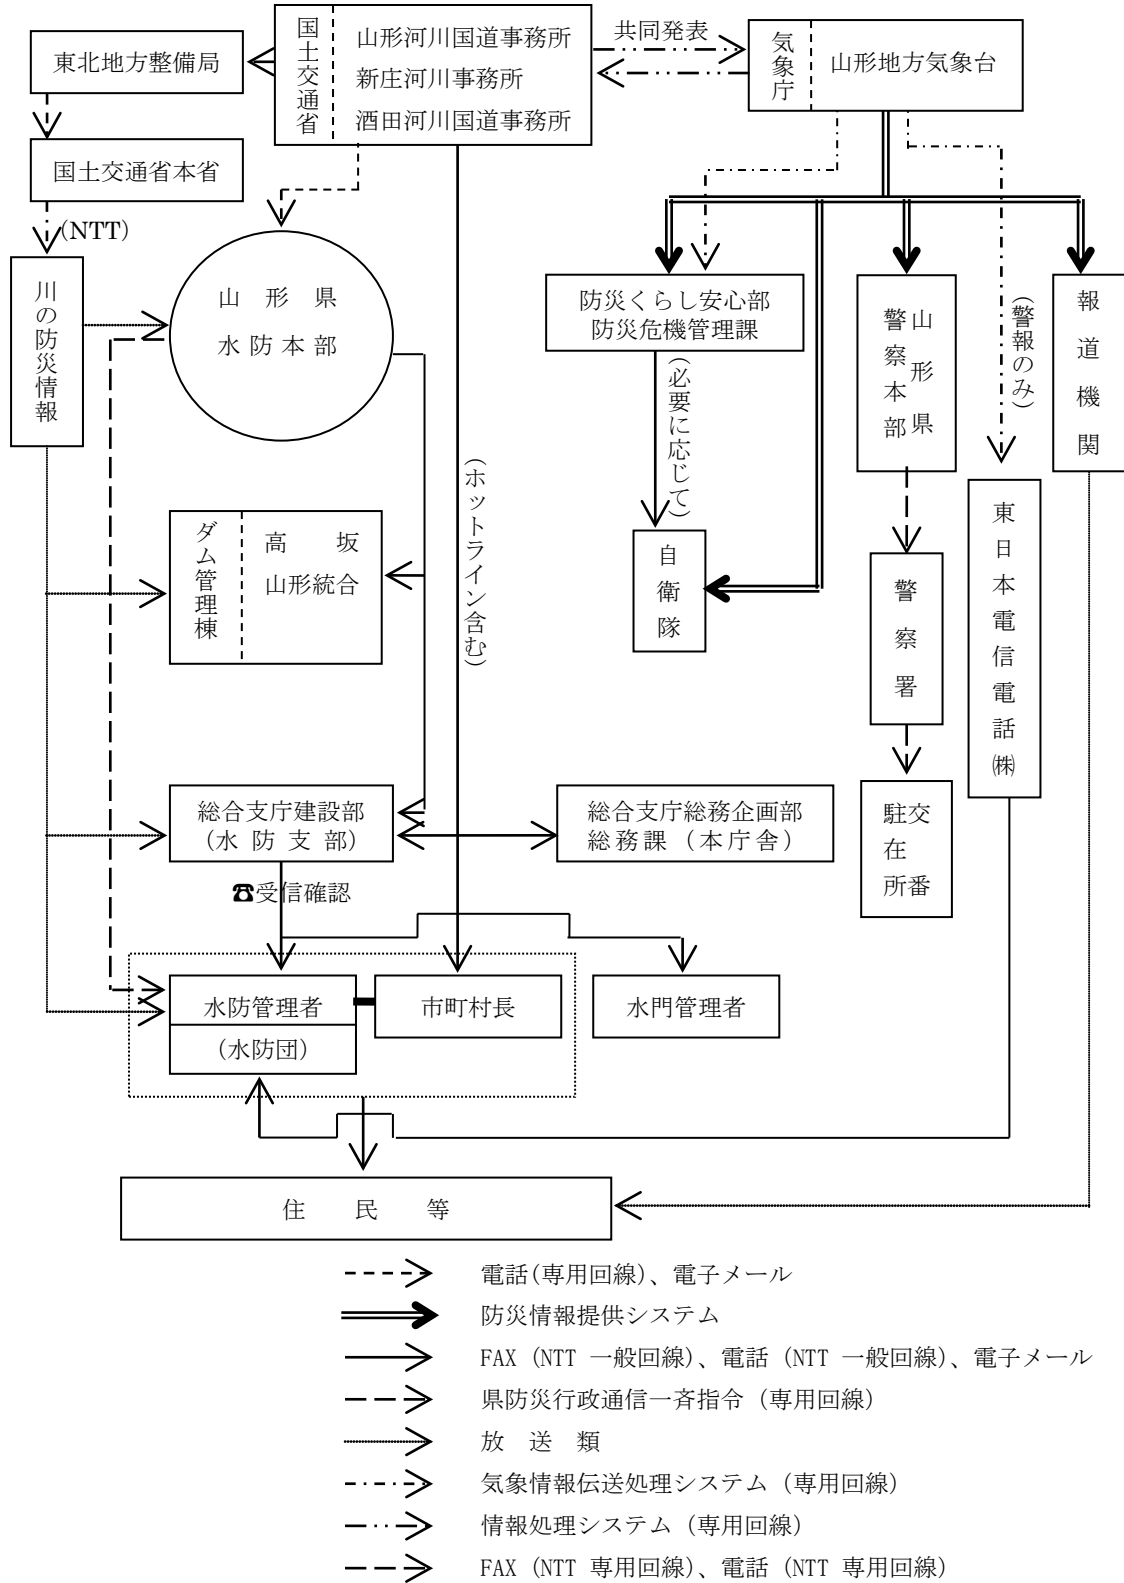 国土交通省
山形河川国道事務所
新庄河川事務所
酒田河川国道事務所
共同発表
気象庁
山形地方気象台
東北地方整備局
国土交通省本省
(NTT)
川の防災情報
山形県
水防本部
防災くらし安心部
防災危機管理課
(必要に応じて)
山形県
警察本部
(警報のみ)
報道機関
(ホットライン含む)
ダム管理棟
高坂
山形統合
自衛隊
東日本電信電話㈱
警察署
総合支庁建設部
(水防支部)
総合支庁総務企画部
総務課(本庁舎)
交番
駐在所
☎受信確認
水防管理者
(水防団)
市町村長
水門管理者
住民等
電話(専用回線)、電子メール
防災情報提供システム
FAX (NTT 一般回線)、電話 (NTT 一般回線)、電子メール
県防災行政通信一斉指令 (専用回線)
放送類
気象情報伝送処理システム (専用回線)
情報処理システム (専用回線)
FAX (NTT 専用回線)、電話 (NTT 専用回線)